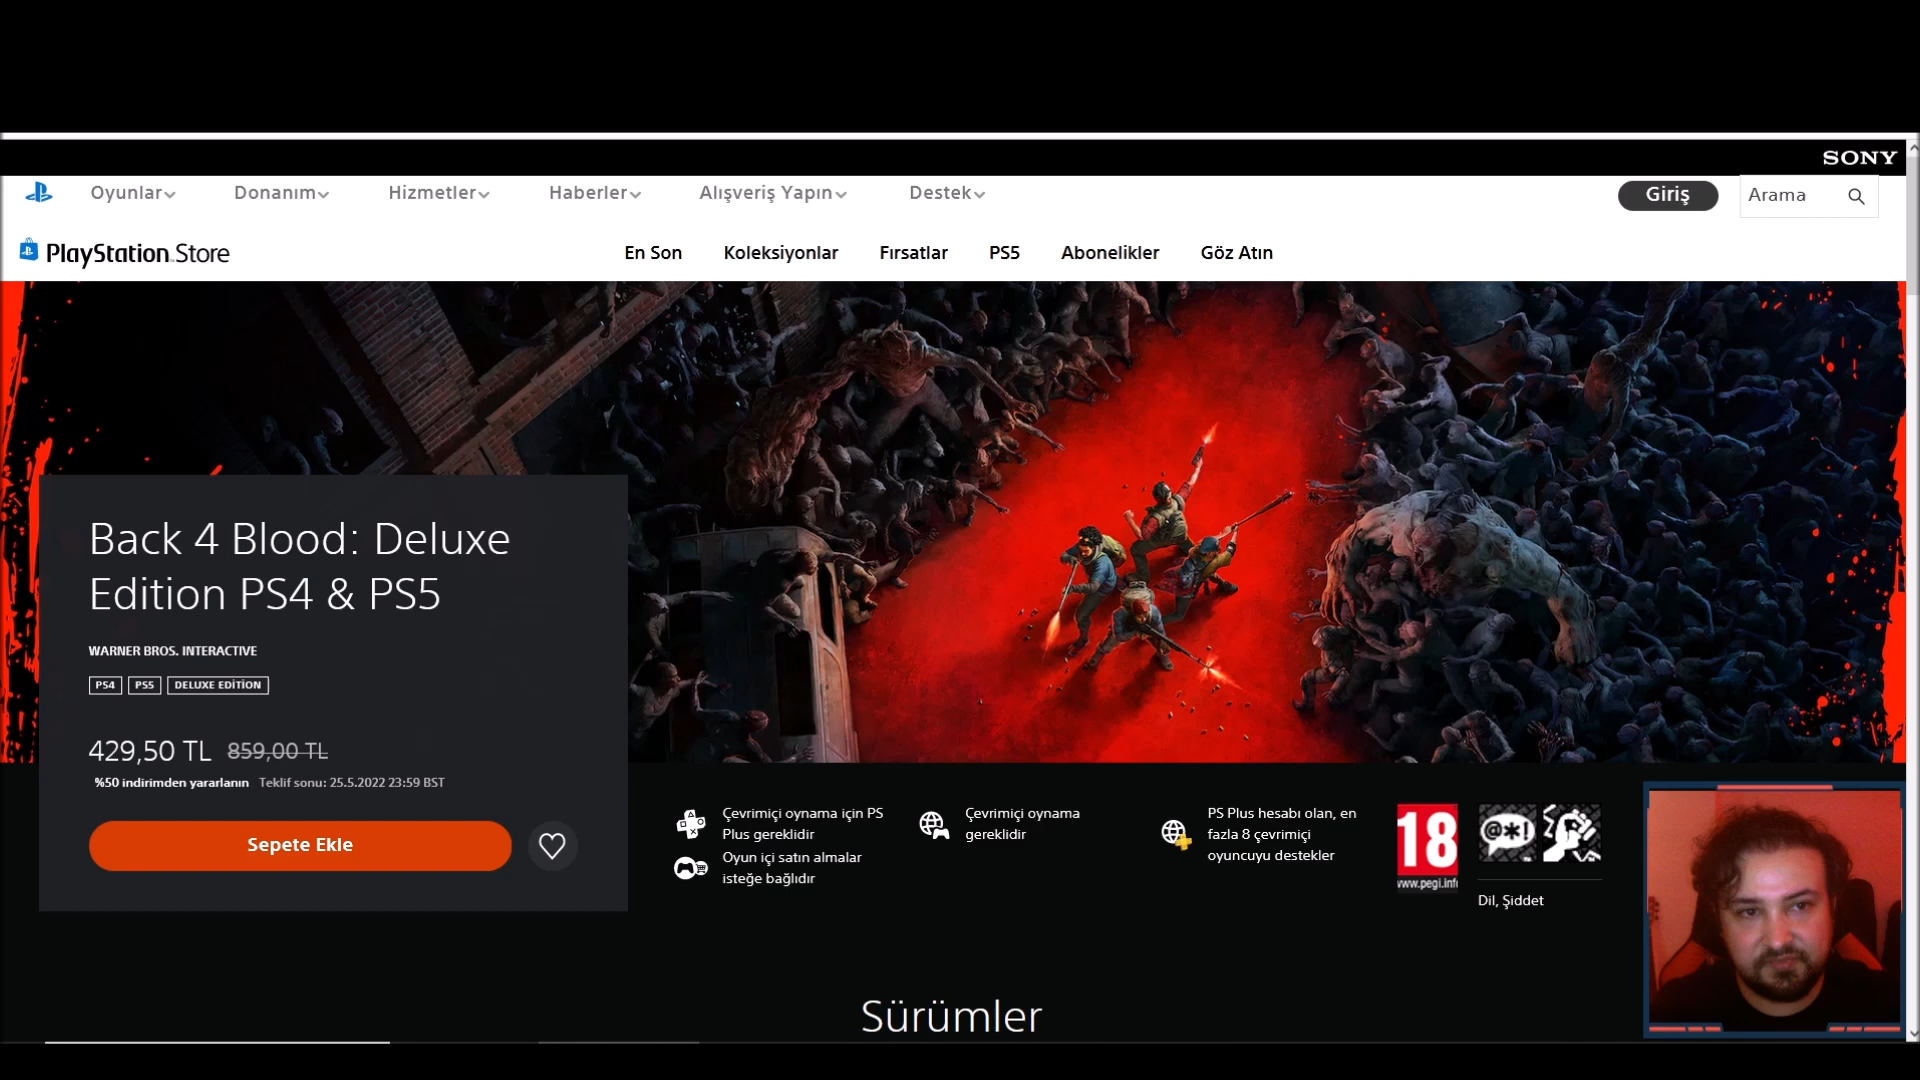 SONY
Oyunlar
Donanım
Hizmetler
Haberler
Alışveriş Yapın
Destek
Giriş
Arama
PlayStation Store
En Son
Koleksiyonlar
Fırsatlar
PS5
Abonelikler
Göz Atın
Back 4 Blood: Deluxe
Edition PS4 & PS5
WARNER BROS. INTERACTIVE
PS4 PS5 DELUXE EDİTİON
429,50 TL 859,00 TL
%50 indirimden yararlanın Teklif sonu: 25.5.2022 23:59 BST
Sepete Ekle
Çevrimiçi oynama için PS
Plus gereklidir
Oyun içi satın almalar
isteğe bağlıdır
Çevrimiçi oynama
gereklidir
PS Plus hesabı olan, en
fazla 8 çevrimiçi
oyuncuyu destekler
18
www.pegi.info
@*!
Dil, Şiddet
Sürümler